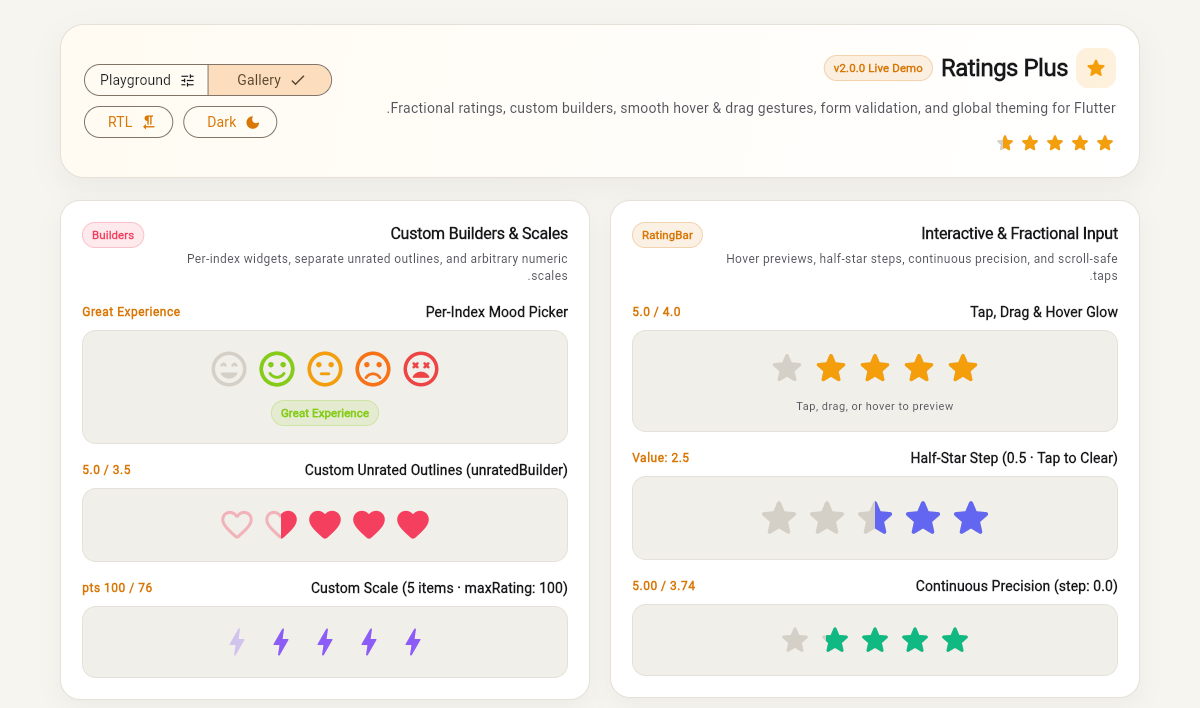 Ratings Plus
v2.0.0 Live Demo
.Fractional ratings, custom builders, smooth hover & drag gestures, form validation, and global theming for Flutter
Gallery
Playground
Dark
RTL
Interactive & Fractional Input
RatingBar
Hover previews, half-star steps, continuous precision, and scroll-safe
.taps
Tap, Drag & Hover Glow
5.0 / 4.0
Tap, drag, or hover to preview
Half-Star Step (0.5 · Tap to Clear)
Value: 2.5
Continuous Precision (step: 0.0)
5.00 / 3.74
Custom Builders & Scales
Builders
Per-index widgets, separate unrated outlines, and arbitrary numeric
.scales
Per-Index Mood Picker
Great Experience
Great Experience
Custom Unrated Outlines (unratedBuilder)
5.0 / 3.5
Custom Scale (5 items · maxRating: 100)
pts 100 / 76